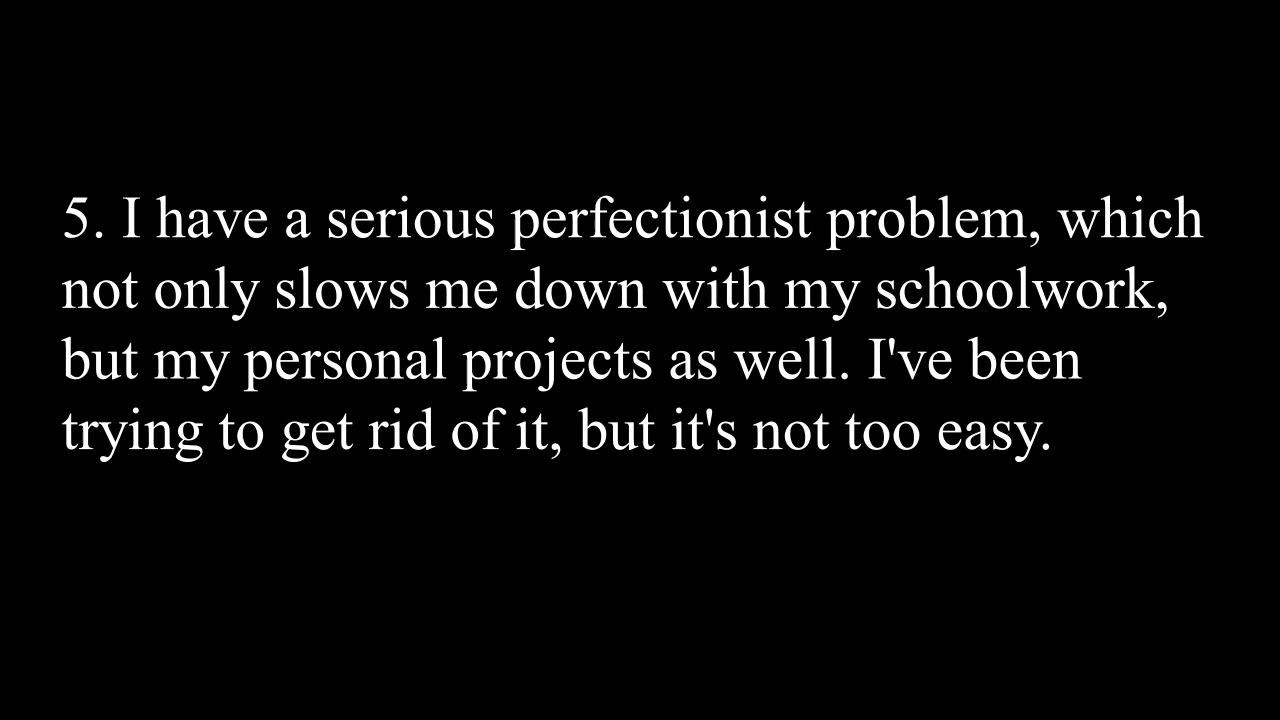 5. I have a serious perfectionist problem, which
not only slows me down with my schoolwork,
but my personal projects as well. I've been
trying to get rid of it, but it's not too easy.